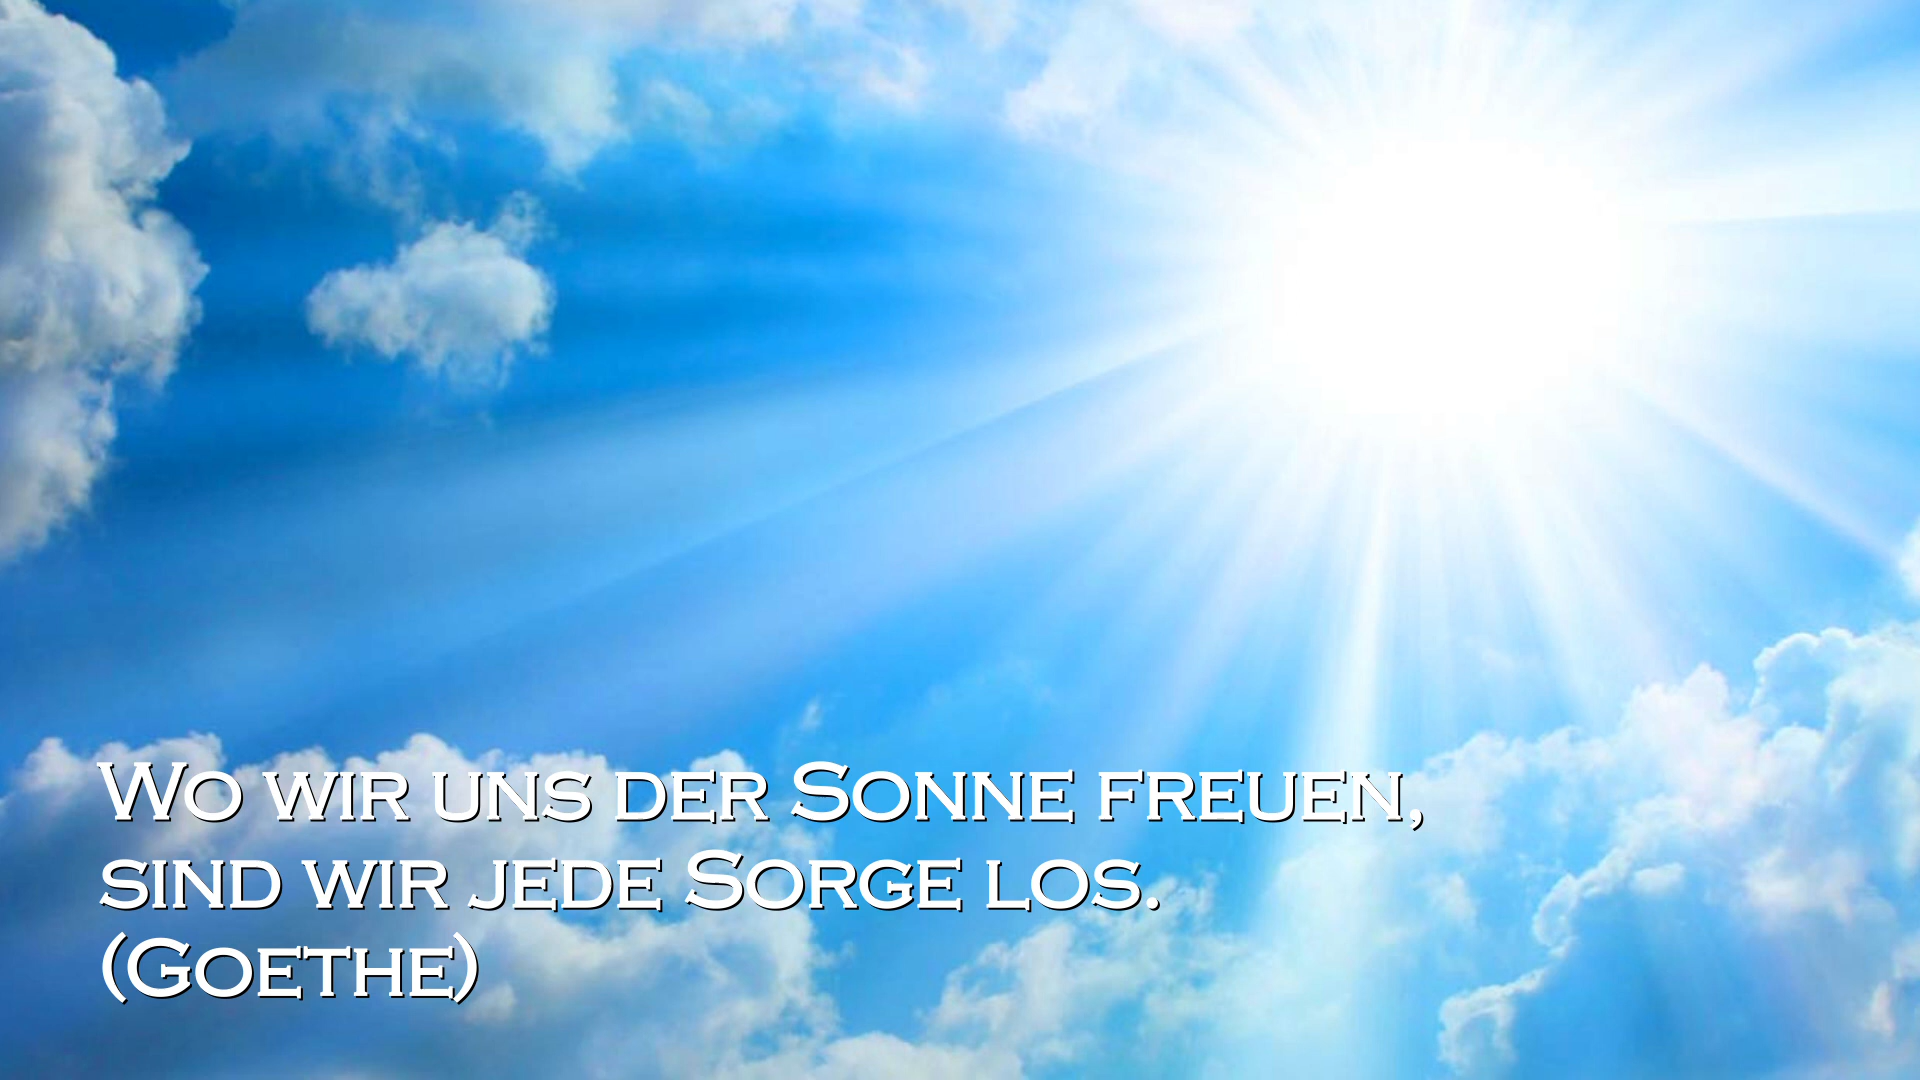 Wo wir uns der Sonne freuen,
sind wir jede Sorge los.
(Goethe)